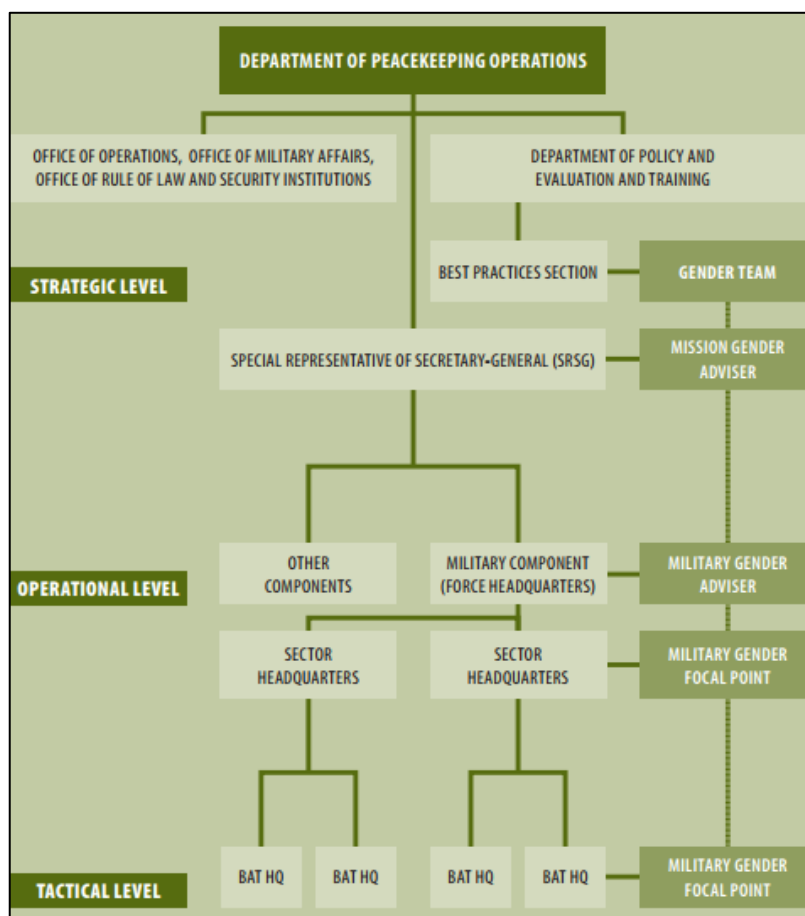 DEPARTMENT OF PEACEKEEPING OPERATIONS
OFFICE OF OPERATIONS, OFFICE OF MILITARY AFFAIRS,
OFFICE OF RULE OF LAW AND SECURITY INSTITUTIONS
DEPARTMENT OF POLICY AND
EVALUATION AND TRAINING
STRATEGIC LEVEL
BEST PRACTICES SECTION
GENDER TEAM
SPECIAL REPRESENTATIVE OF SECRETARY-GENERAL (SRSG)
MISSION GENDER
ADVISER
OPERATIONAL LEVEL
OTHER
COMPONENTS
MILITARY COMPONENT
(FORCE HEADQUARTERS)
MILITARY GENDER
ADVISER
SECTOR
HEADQUARTERS
SECTOR
HEADQUARTERS
MILITARY GENDER
FOCAL POINT
TACTICAL LEVEL
BAT HQ
BAT HQ
BAT HQ
BAT HQ
MILITARY GENDER
FOCAL POINT